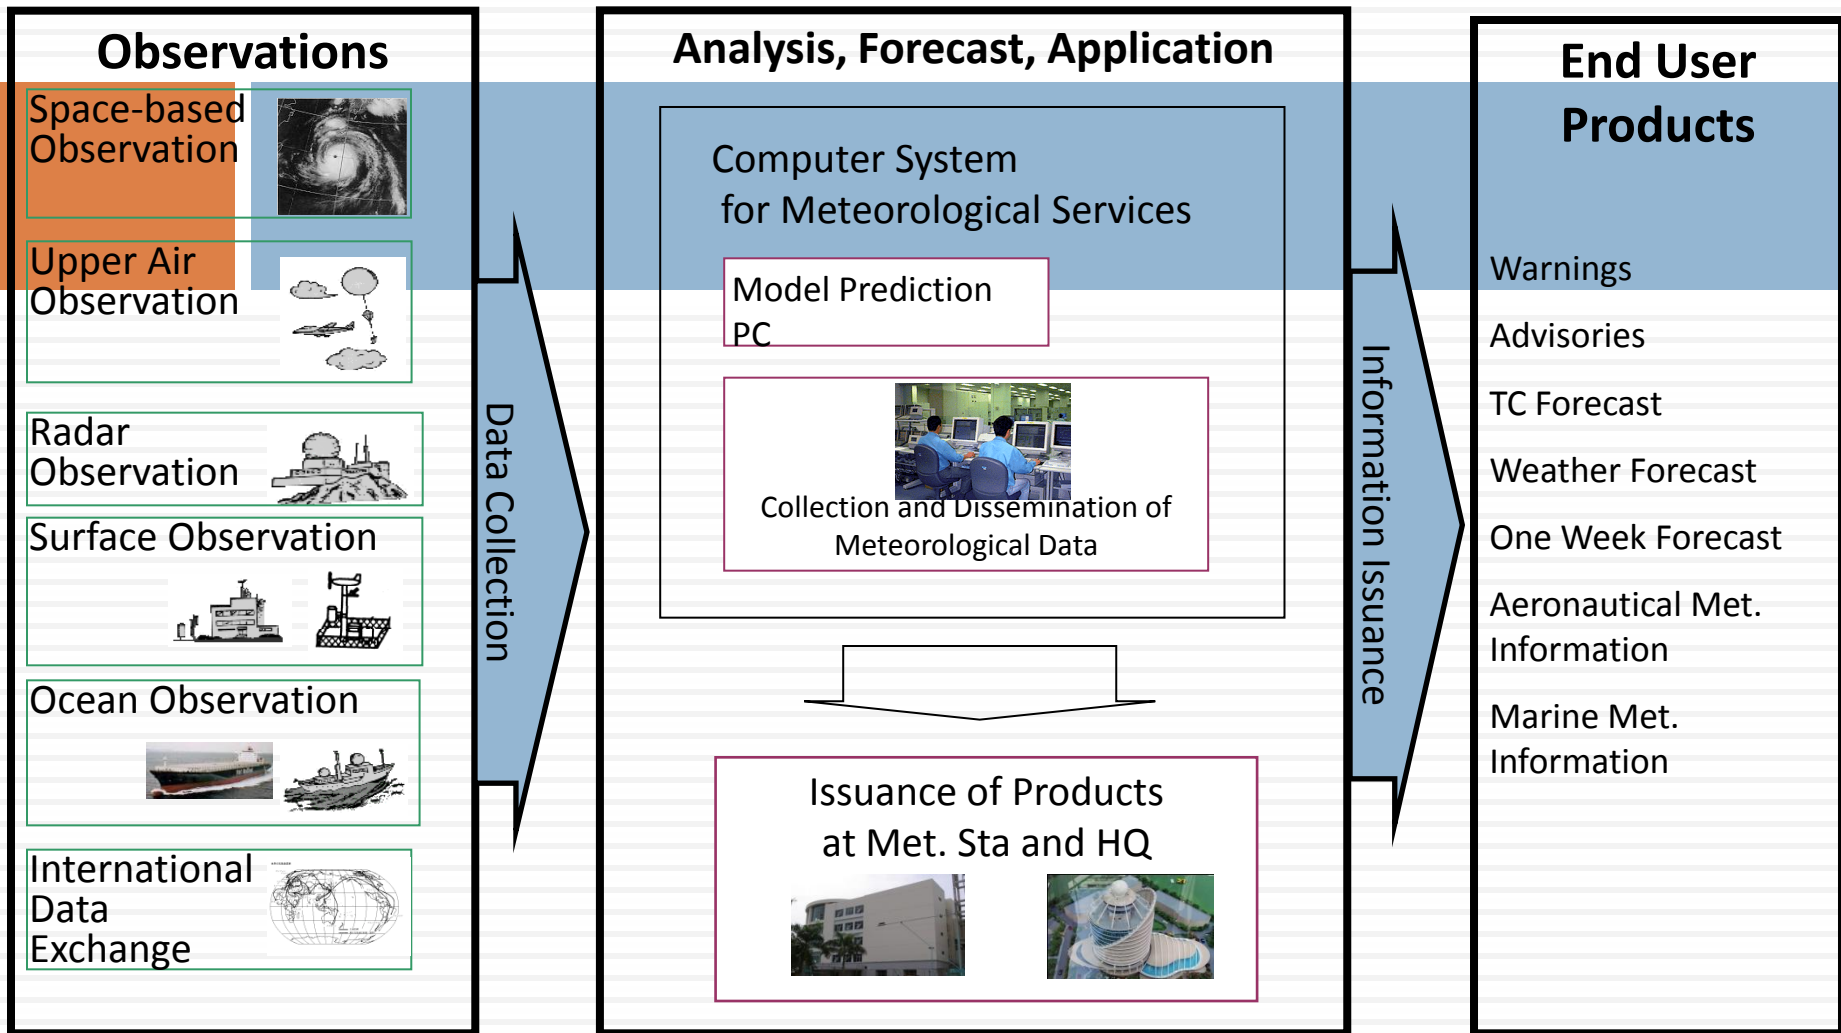 Observations
Space-based
Observation
Upper Air
Observation
Radar
Observation
Surface Observation
Ocean Observation
International
Data
Exchange
Data Collection
Analysis, Forecast, Application
Computer System
for Meteorological Services
Model Prediction
PC
Collection and Dissemination of
Meteorological Data
Issuance of Products
at Met. Sta and HQ
Information Issuance
End User
Products
Warnings
Advisories
TC Forecast
Weather Forecast
One Week Forecast
Aeronautical Met.
Information
Marine Met.
Information